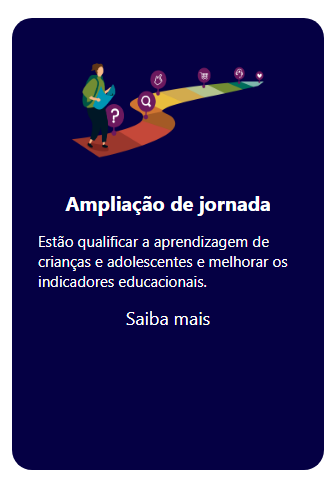 ?
Ampliação de jornada
Estão qualificar a aprendizagem de
crianças e adolescentes e melhorar os
indicadores educacionais.
Saiba mais